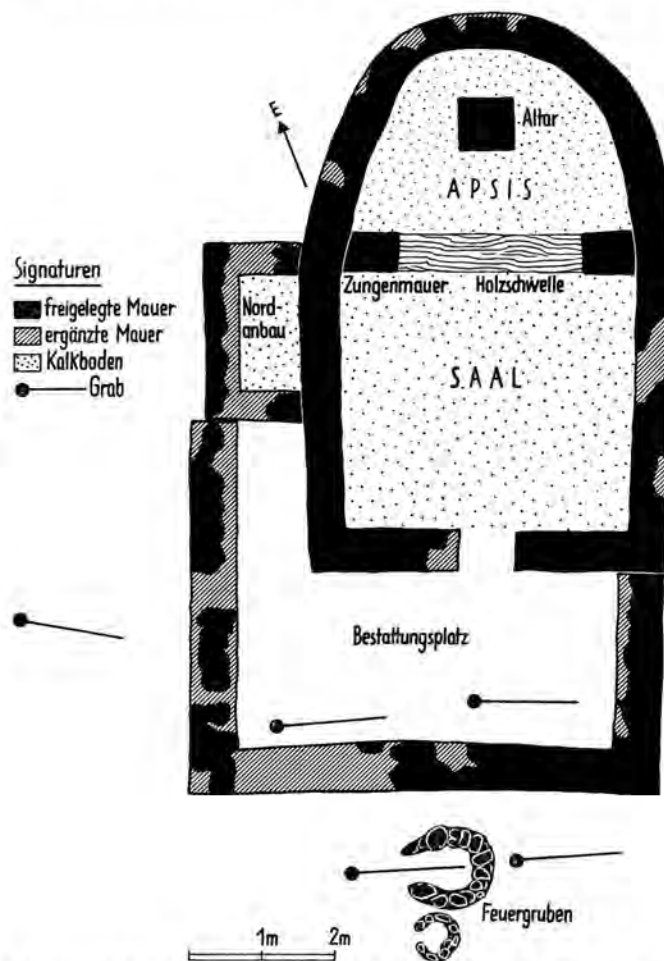 E
Altar
APSIS
Signaturen
freigelegte Mauer
ergänzte Mauer
Kalkboden
Grab
Nord-
anbau
Zungenmauer Holzschwelle
SAAL
Bestattungsplatz
Feuergruben
1m 2m